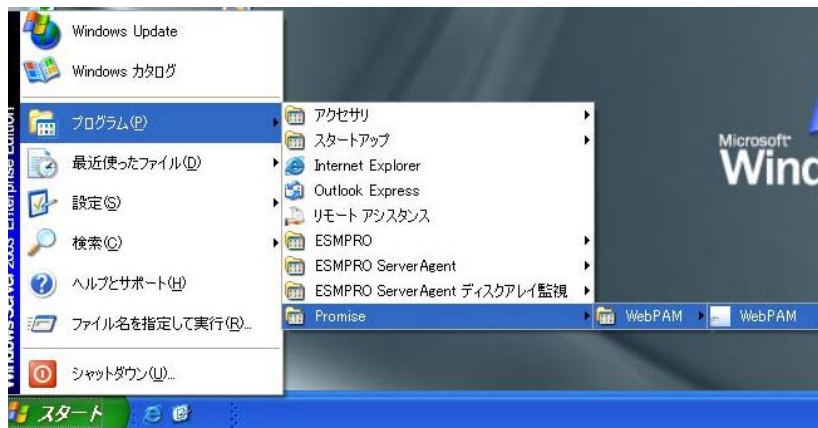 Windows Update
Windows カタログ
プログラム(P)
最近使ったファイル(D)
設定(S)
検索(C)
ヘルプとサポート(H)
ファイル名を指定して実行(R)...
シャットダウン(U)...
アクセサリ
スタートアップ
Internet Explorer
Outlook Express
リモート アシスタンス
ESMPRO
ESMPRO ServerAgent
ESMPRO ServerAgent ディスクアレイ監視
Promise
WebPAM
WebPAM
Windows Server 2003 Enterprise Edition
Microsoft
スタート